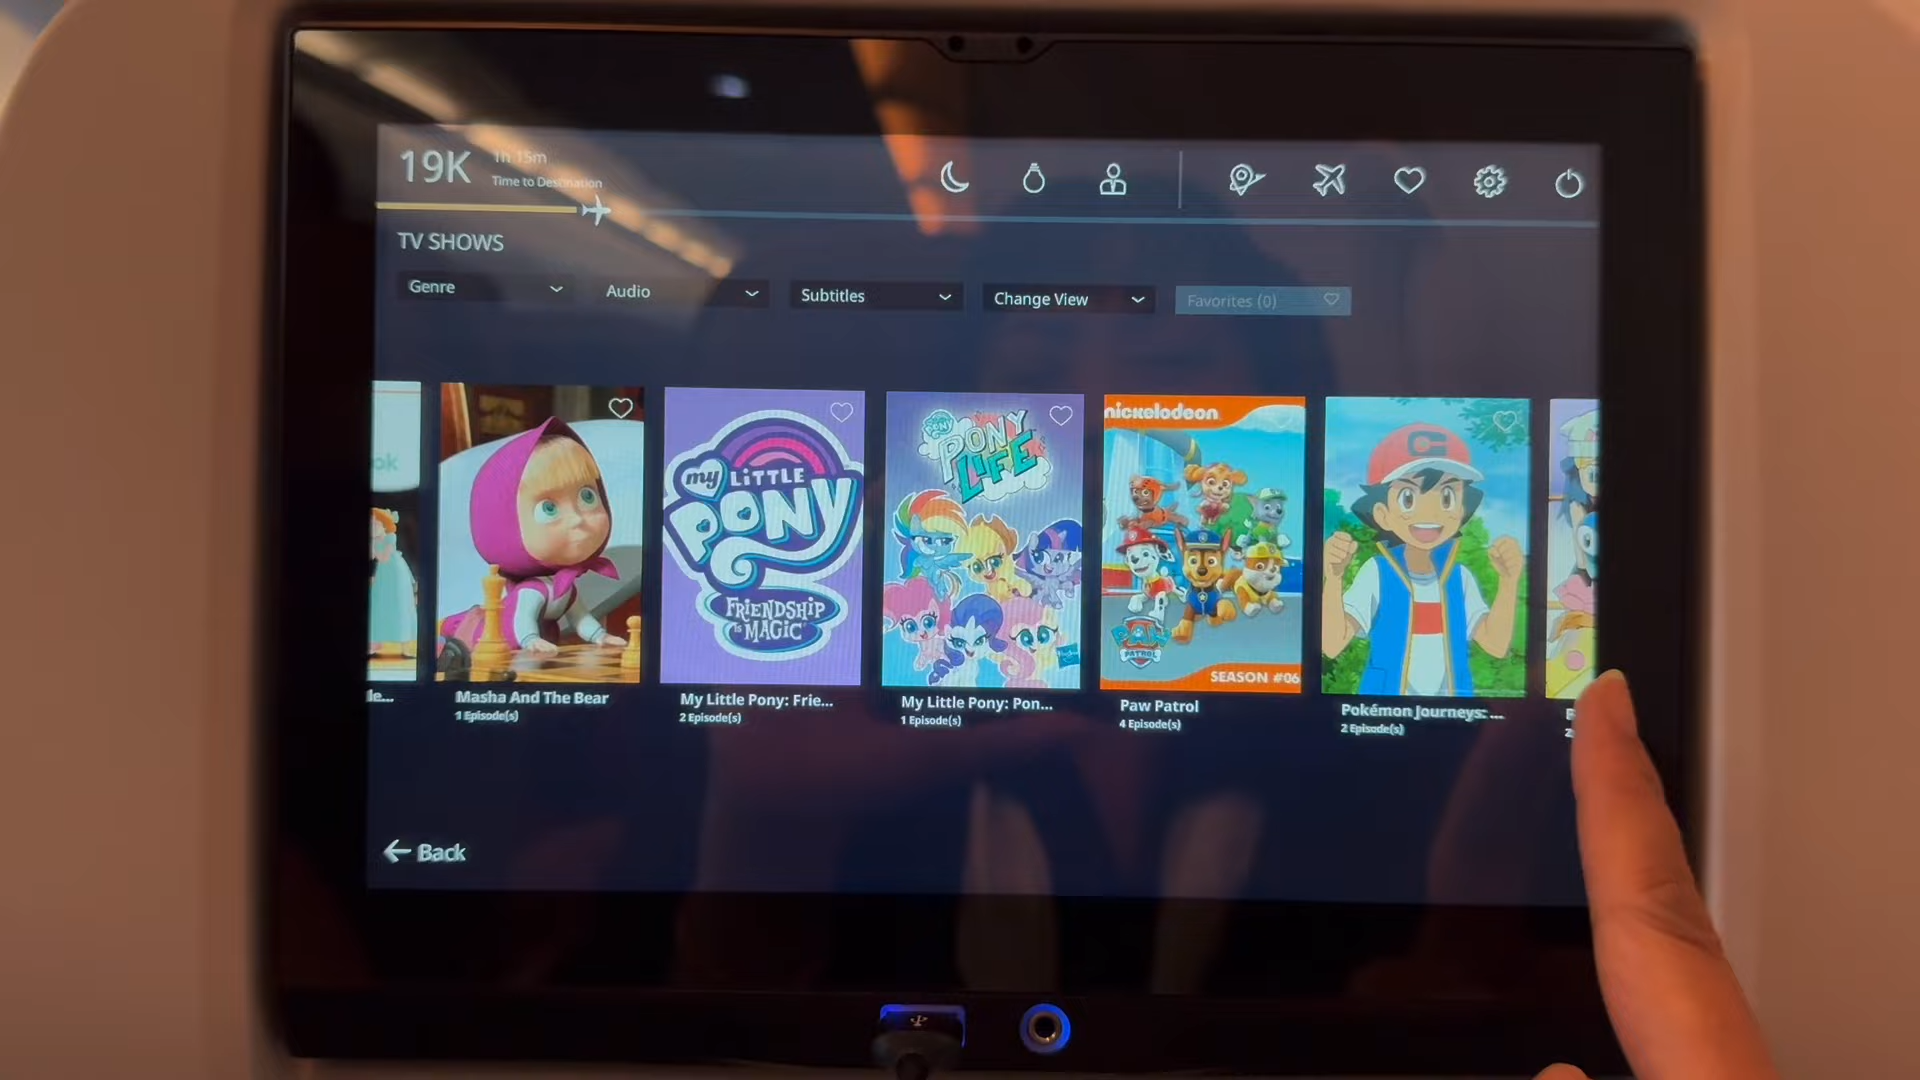 19K
1h 15m
Time to Destination
TV SHOWS
Genre
Audio
Subtitles
Change View
Favorites (0)
ok
my LiTTLE PONY
FRiENDSHiP is MAGiC
PONY LiFE
nickelodeon
PAW PATROL
SEASON #06
le...
Masha And The Bear
1 Episode(s)
My Little Pony: Frie...
2 Episode(s)
My Little Pony: Pon...
1 Episode(s)
Paw Patrol
4 Episode(s)
Pokémon Journeys: ...
2 Episode(s)
Back